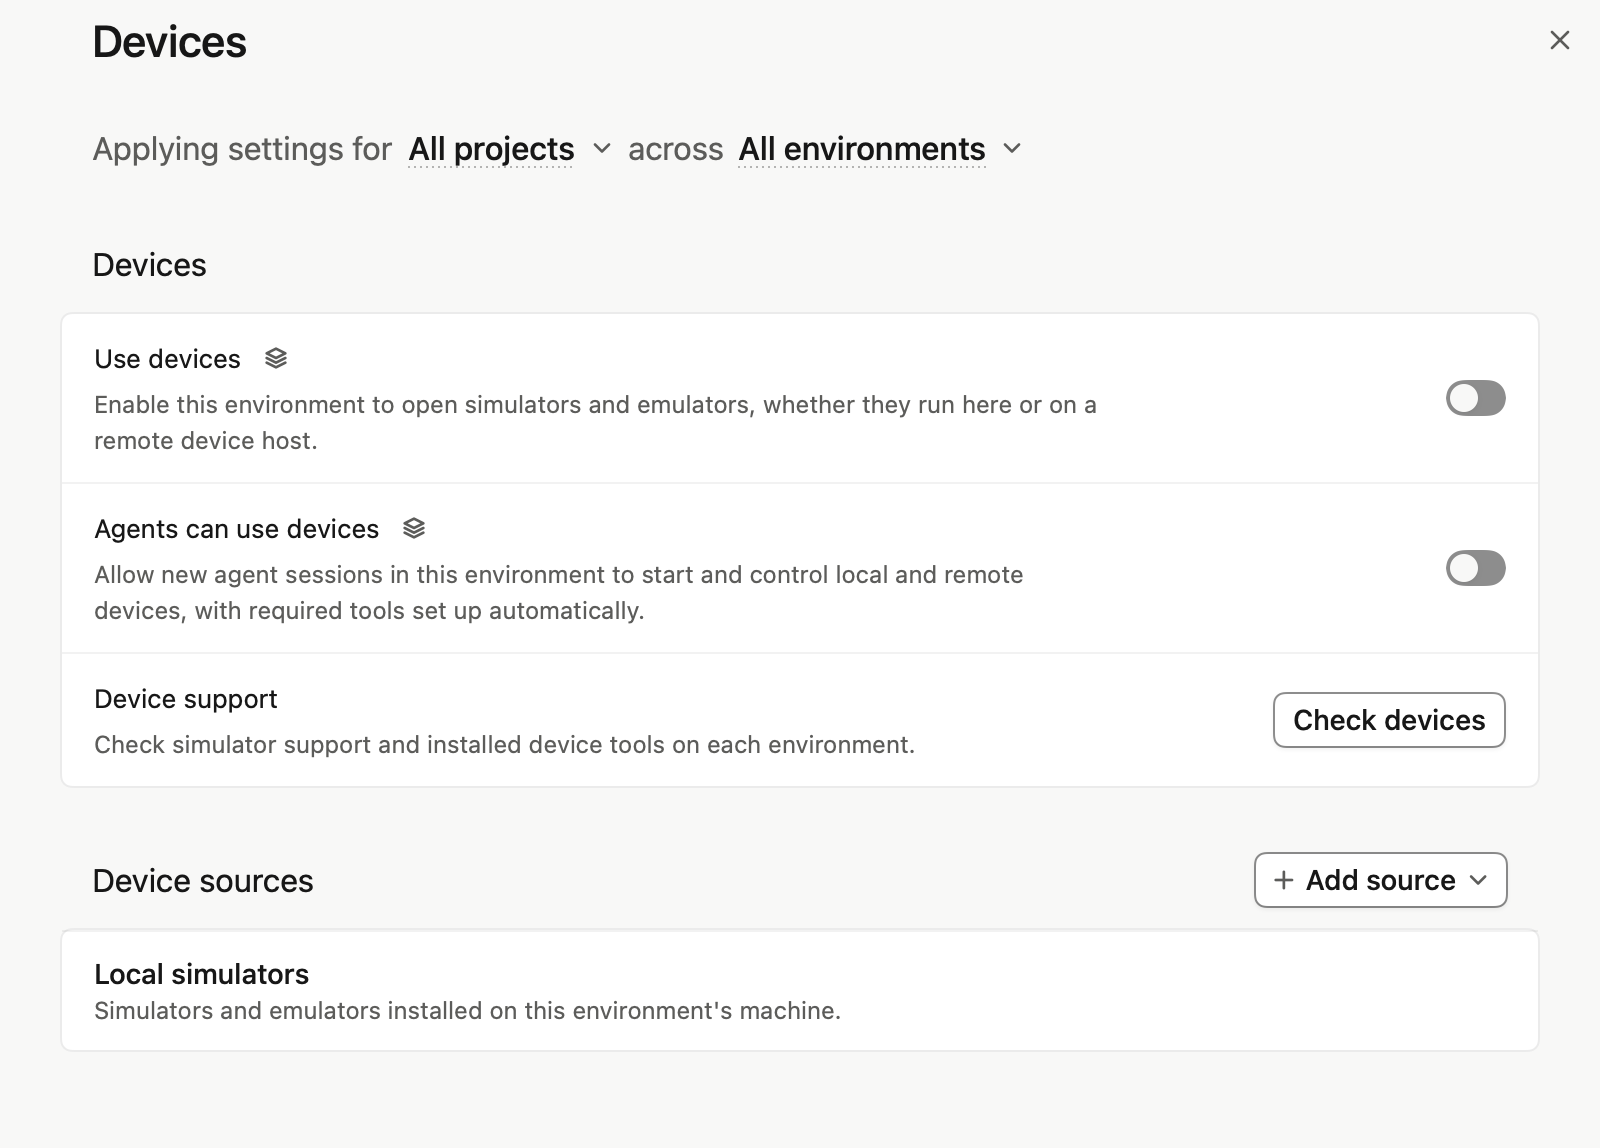 Devices
Applying settings for All projects across All environments
Devices
Use devices
Enable this environment to open simulators and emulators, whether they run here or on a
remote device host.
Agents can use devices
Allow new agent sessions in this environment to start and control local and remote
devices, with required tools set up automatically.
Device support
Check simulator support and installed device tools on each environment.
Check devices
Device sources
Add source
Local simulators
Simulators and emulators installed on this environment's machine.